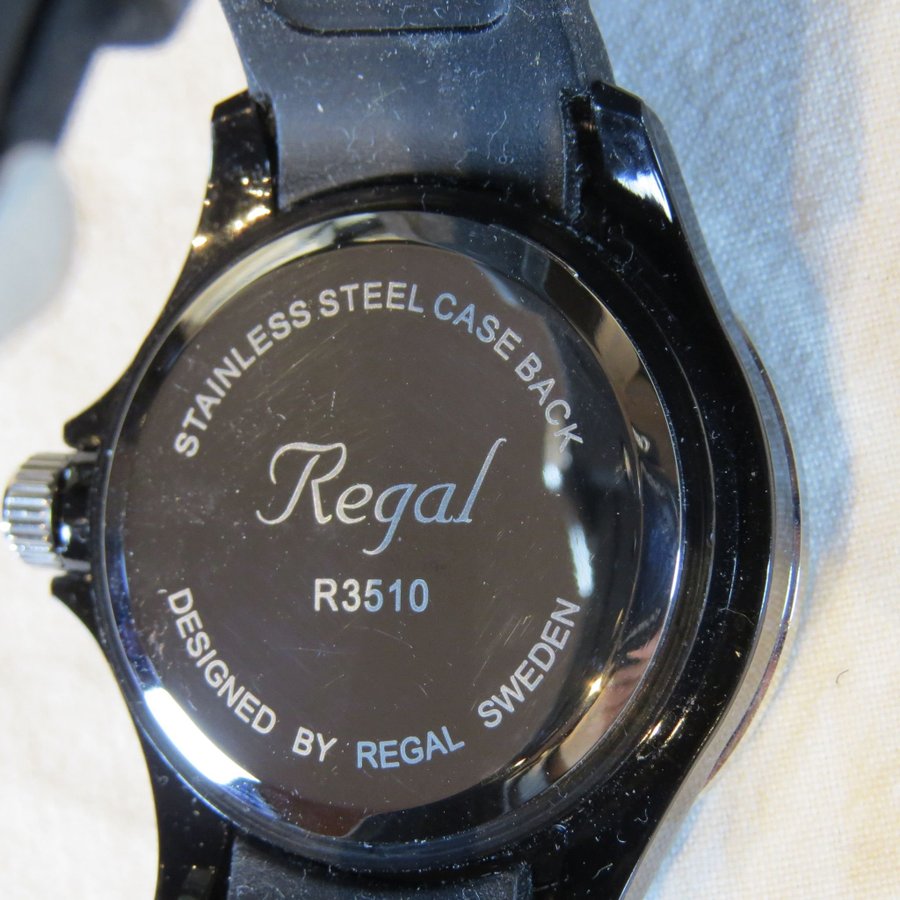 STAINLESS STEEL CASE BACK
Regal
R3510
DESIGNED BY REGAL SWEDEN